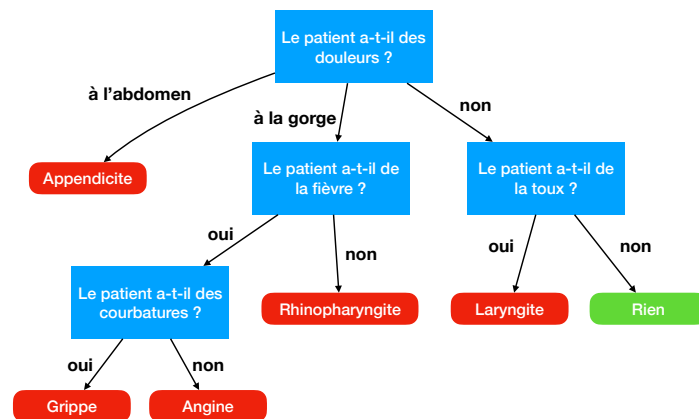 Le patient a-t-il des
douleurs ?
à l'abdomen
à la gorge
non
Appendicite
Le patient a-t-il de
la fièvre ?
Le patient a-t-il de
la toux ?
oui
non
oui
non
Le patient a-t-il des
courbatures ?
Rhinopharyngite
Laryngite
Rien
oui
non
Grippe
Angine